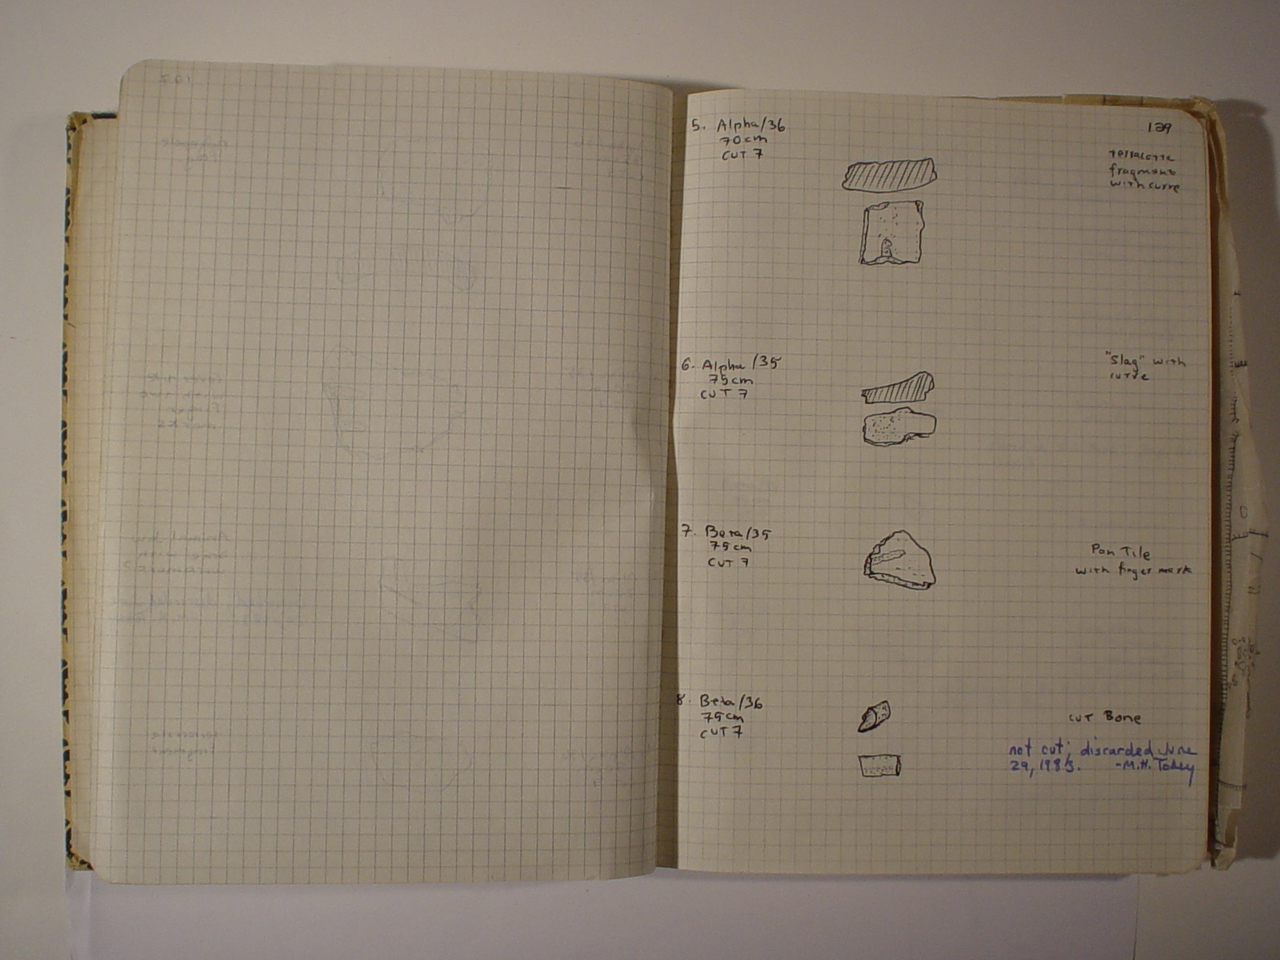 129
5. Alpha/36
70cm
CUT 7
terracotta
fragment
with curve
6. Alpha/35
75cm
CUT 7
"Slag" with
curve
7. Beta/35
75cm
CUT 7
Pan Tile
with finger mark
8. Beta/36
75cm
CUT 7
cut Bone
not cut; discarded June
29, 1983. -M.H.